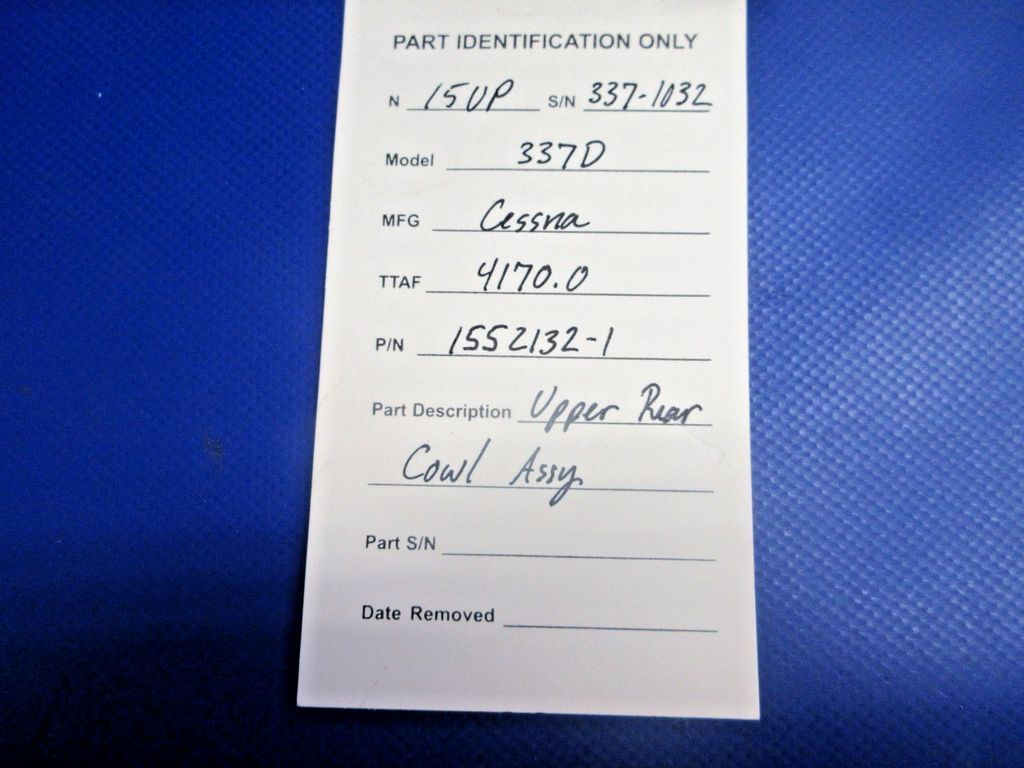 PART IDENTIFICATION ONLY
N 15UP S/N 337-1032
Model 337D
MFG Cessna
TTAF 4170.0
P/N 1552132-1
Part Description Upper Rear
Cowl Assy.
Part S/N
Date Removed